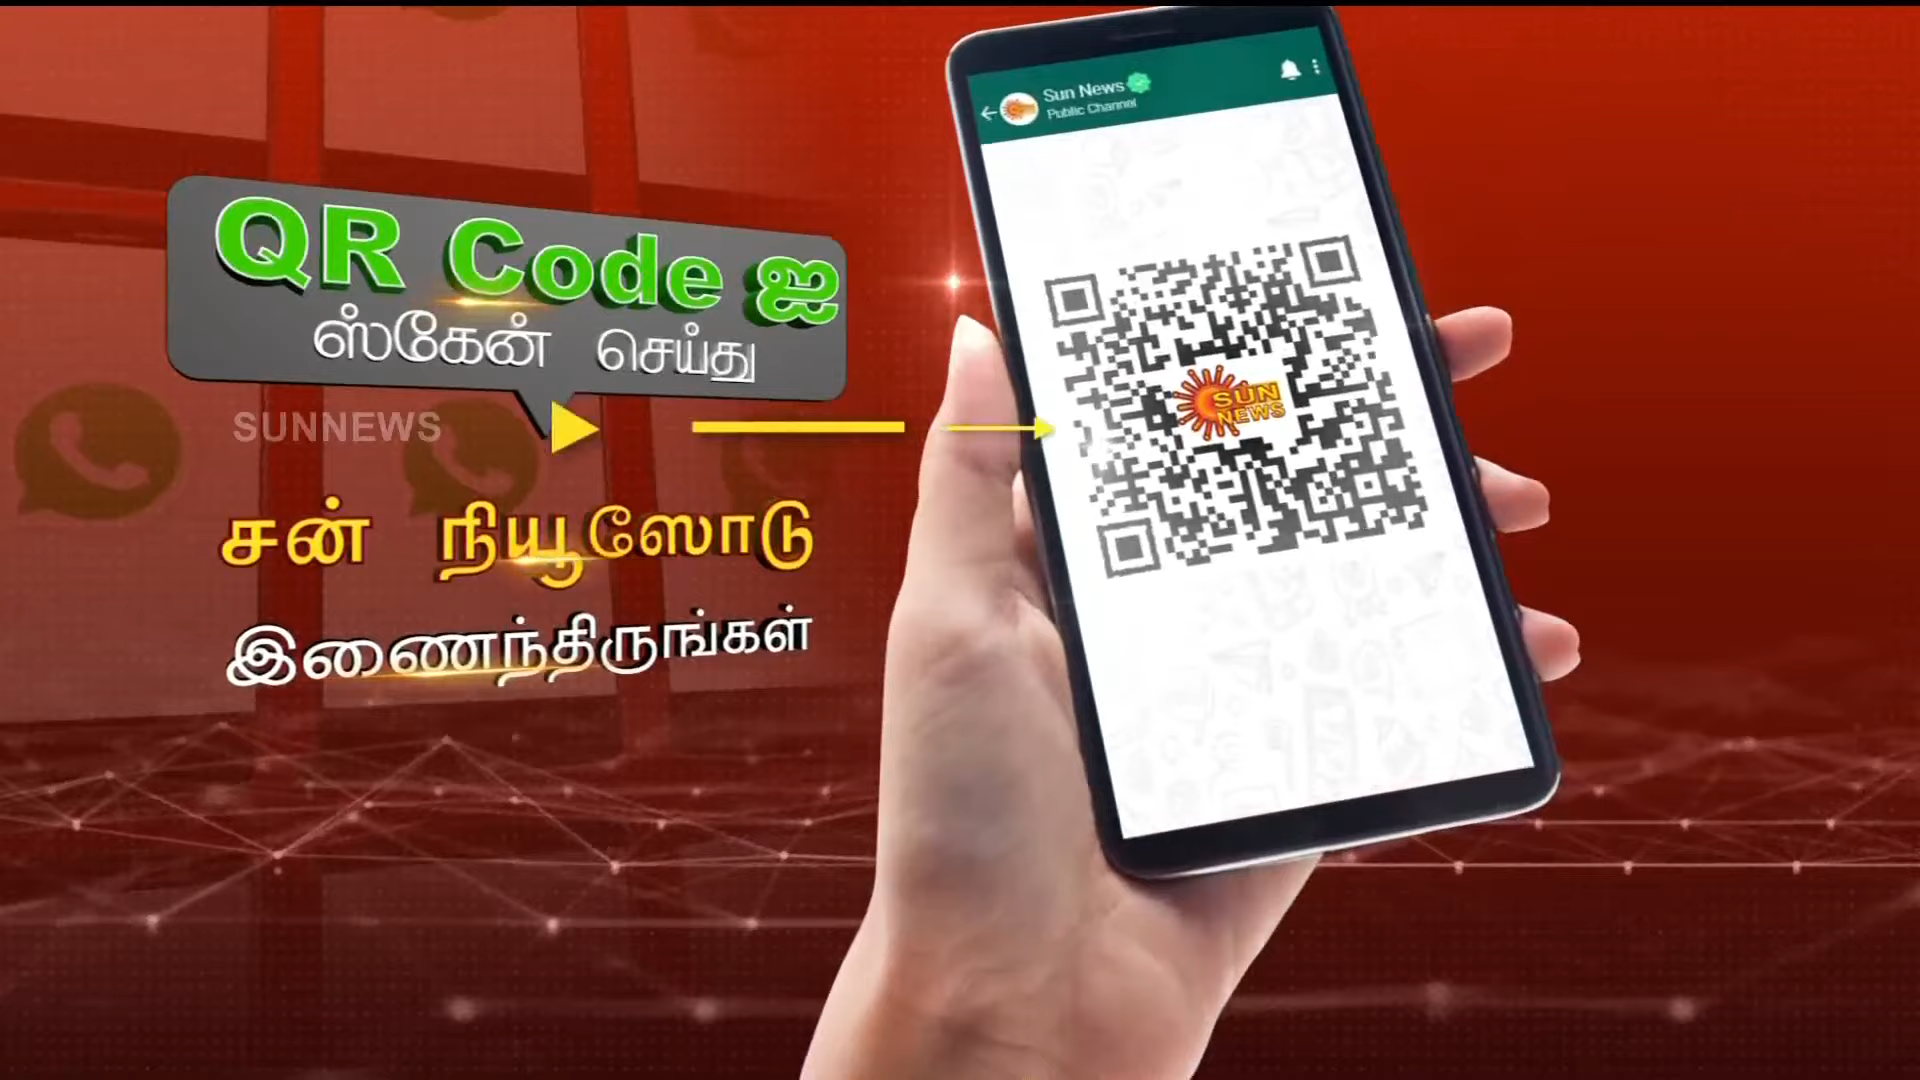 QR Code ஐ
ஸ்கேன் செய்து
SUNNEWS
சன் நியூஸோடு
இணைந்திருங்கள்
Sun News
Public Channel
SUN
NEWS